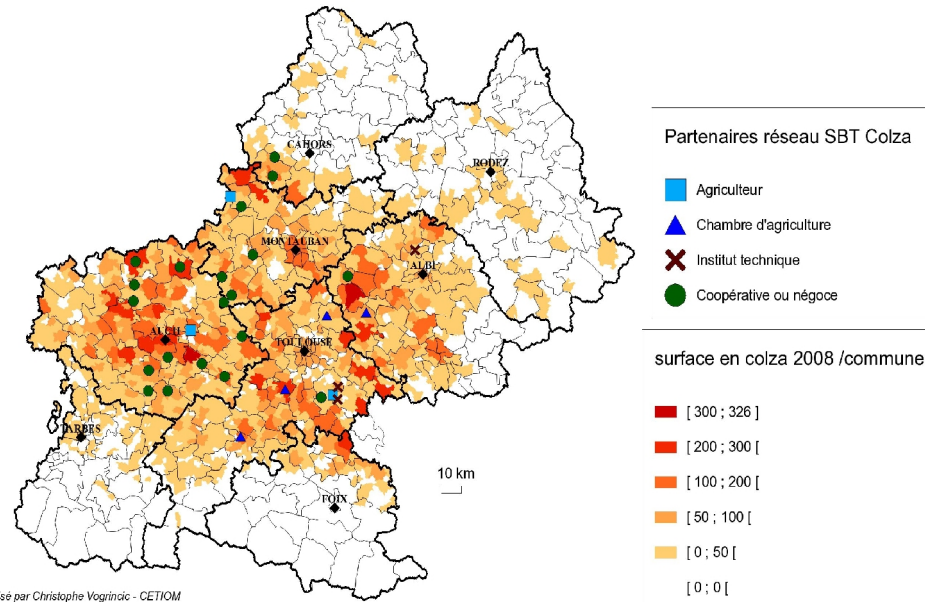 CAHORS
RODEZ
MONTAUBAN
ALBI
AUCH
TOULOUSE
TARBES
FOIX
10 km
Partenaires réseau SBT Colza
Agriculteur
Chambre d'agriculture
Institut technique
Coopérative ou négoce
surface en colza 2008 /commune
[ 300 ; 326 ]
[ 200 ; 300 [
[ 100 ; 200 [
[ 50 ; 100 [
[ 0 ; 50 [
[ 0 ; 0 [
sé par Christophe Vogrincic - CETIOM